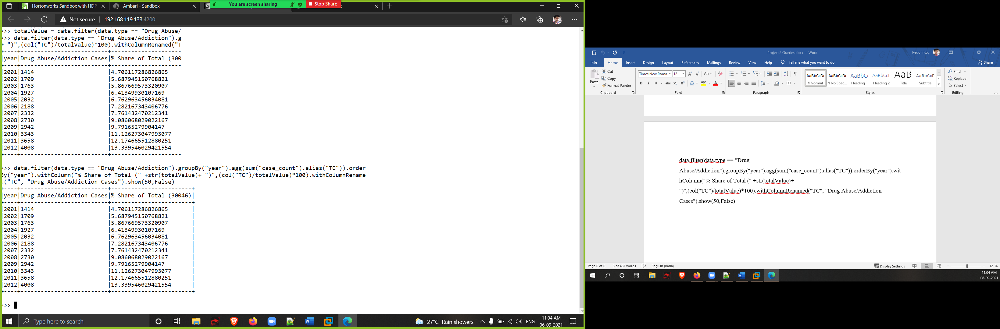 Hortonworks Sandbox with HDP
Ambari - Sandbox
You are screen sharing
Stop Share
Not secure
192.168.119.133:4200
>>> totalValue = data.filter(data.type == "Drug Abuse/
>>> data.filter(data.type == "Drug Abuse/Addiction").g
+ ")",(col("TC")/totalValue)*100).withColumnRenamed("T
+----+---------------------------+---------------------
|year|Drug Abuse/Addiction Cases|% Share of Total (300
+----+---------------------------+---------------------
|2001|1414 |4.706117286826865
|2002|1709 |5.687945150768821
|2003|1763 |5.867669573320907
|2004|1927 |6.41349930107169
|2005|2032 |6.762963456034081
|2006|2188 |7.282167343406776
|2007|2332 |7.761432470212341
|2008|2730 |9.086068029022167
|2009|2942 |9.79165279904147
|2010|3343 |11.126273047993077
|2011|3658 |12.174665512880251
|2012|4008 |13.339546029421554
+----+---------------------------+---------------------
>>> data.filter(data.type == "Drug Abuse/Addiction").groupBy("year").agg(sum("case_count").alias("TC")).order
By("year").withColumn("% Share of Total (" +str(totalValue)+ ")",(col("TC")/totalValue)*100).withColumnRename
d("TC", "Drug Abuse/Addiction Cases").show(50,False)
+----+---------------------------+-------------------------+
|year|Drug Abuse/Addiction Cases|% Share of Total (30046)|
+----+---------------------------+-------------------------+
|2001|1414 |4.706117286826865 |
|2002|1709 |5.687945150768821 |
|2003|1763 |5.867669573320907 |
|2004|1927 |6.41349930107169 |
|2005|2032 |6.762963456034081 |
|2006|2188 |7.282167343406776 |
|2007|2332 |7.761432470212341 |
|2008|2730 |9.086068029022167 |
|2009|2942 |9.79165279904147 |
|2010|3343 |11.126273047993077 |
|2011|3658 |12.174665512880251 |
|2012|4008 |13.339546029421554 |
+----+---------------------------+-------------------------+
>>>
Type here to search
27°C Rain showers
ENG
11:04 AM
06-09-2021
Project 2 Queries.docx - Word
Redon Roy
File Home Insert Design Layout References Mailings Review View Help Tell me what you want to do Share
Paste
Cut
Copy
Format Painter
Clipboard
Times New Roma 12
Font
Paragraph
AaBbCcDc ¶ Normal
AaBbCcDc ¶ No Spac...
AaBbC( Heading 1
AaBbCcE Heading 2
AaB Title
AaBbCcD Subtitle
Styles
Find
Replace
Select
Editing
data.filter(data.type == "Drug
Abuse/Addiction").groupBy("year").agg(sum("case_count").alias("TC")).orderBy("year").wit
hColumn("% Share of Total (" +str(totalValue)+
")",(col("TC")/totalValue)*100).withColumnRenamed("TC", "Drug Abuse/Addiction
Cases").show(50,False)
Page 6 of 6 13 of 487 words English (India)
Display Settings
121%
11:04 AM
06-09-2021